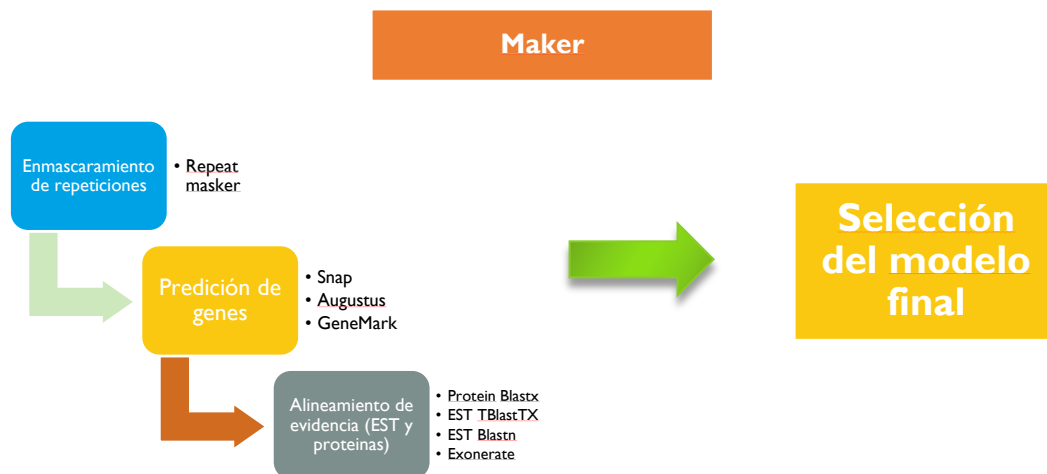 Maker
Enmascaramiento
de repeticiones
• Repeat
masker
Predición de
genes
• Snap
• Augustus
• GeneMark
Alineamiento de
evidencia (EST y
proteinas)
• Protein Blastx
• EST TBlastTX
• EST Blastn
• Exonerate
Selección
del modelo
final